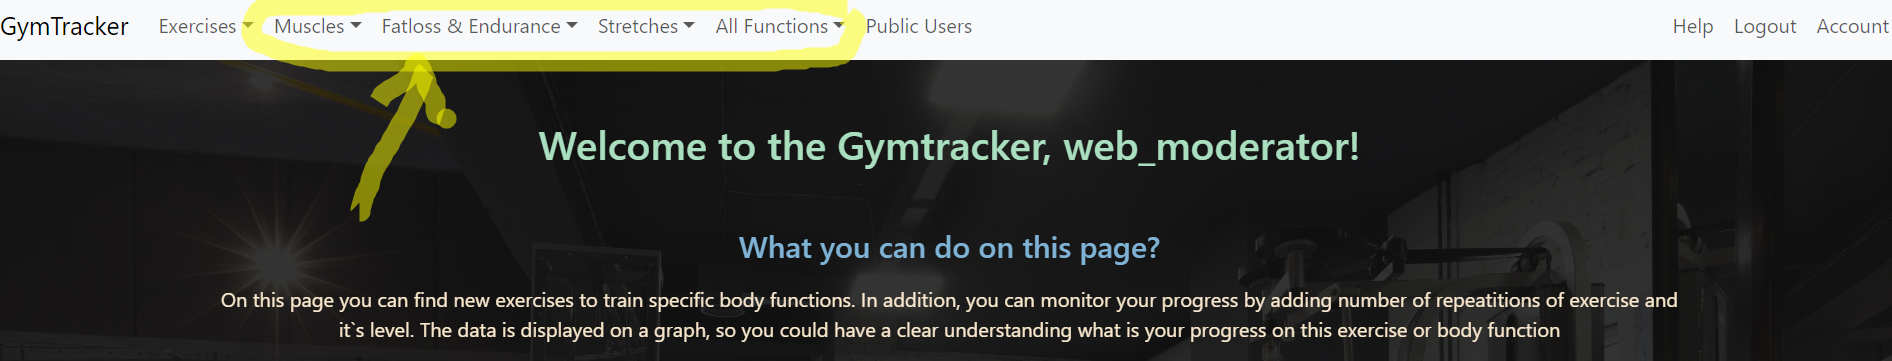 GymTracker Exercises Muscles Fatloss & Endurance Stretches All Functions Public Users Help Logout Account
Welcome to the Gymtracker, web_moderator!
What you can do on this page?
On this page you can find new exercises to train specific body functions. In addition, you can monitor your progress by adding number of repeatitions of exercise and
it`s level. The data is displayed on a graph, so you could have a clear understanding what is your progress on this exercise or body function